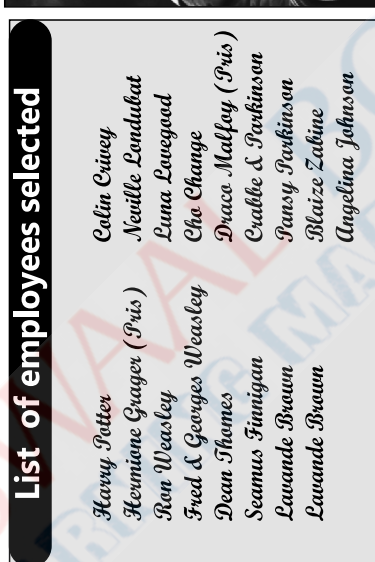 List of employees selected
Harry Potter
Hermione Grager (Pris)
Ron Weasley
Fred & Georges Weasley
Dean Thomes
Seamus Finnigan
Lavande Brown
Lavande Brown
Colin Crivey
Neville Londubat
Luna Lovegood
Cho Change
Draco Malfoy (Pris)
Crabbe & Parkinson
Pansy Parkinson
Blaize Zabine
Angelina Johnson